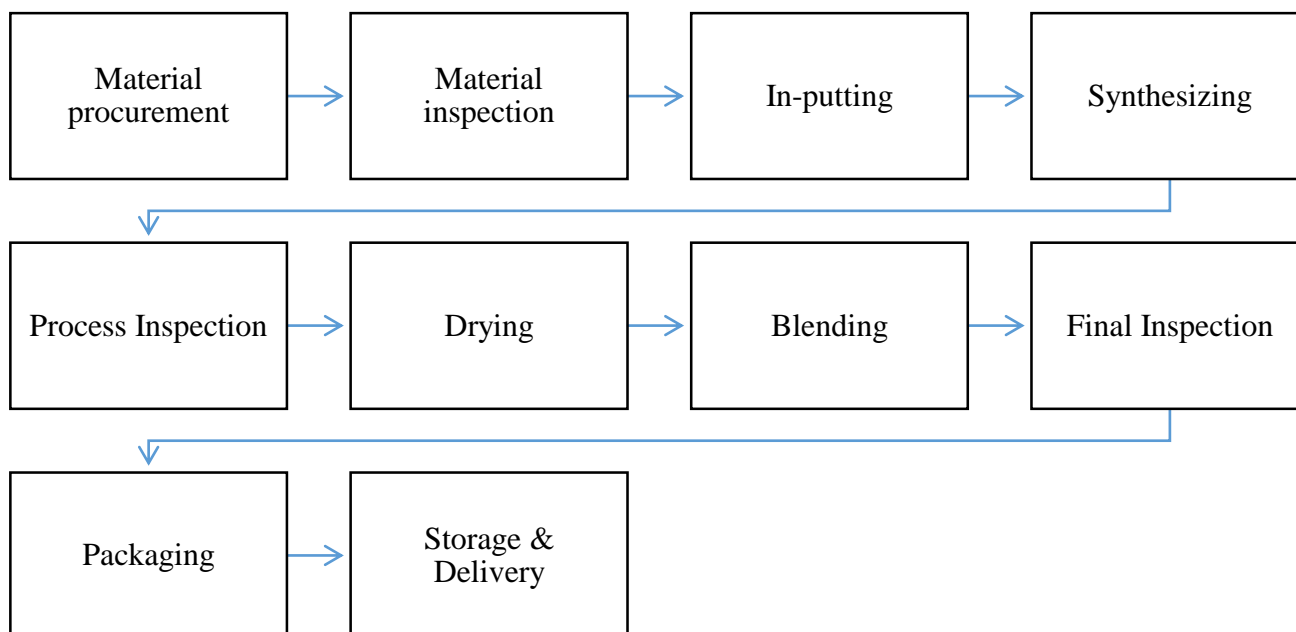 Material
procurement
Material
inspection
In-putting
Synthesizing
Process Inspection
Drying
Blending
Final Inspection
Packaging
Storage &
Delivery